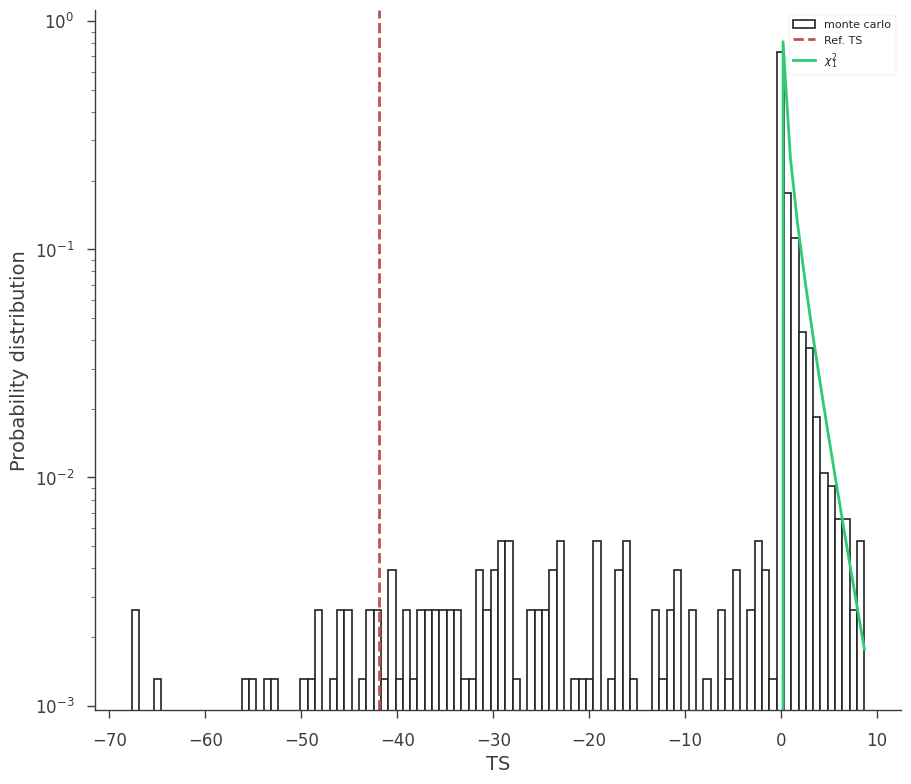 monte carlo
Ref. TS
χ₁²
Probability distribution
10⁰
10⁻¹
10⁻²
10⁻³
−70 −60 −50 −40 −30 −20 −10 0 10
TS